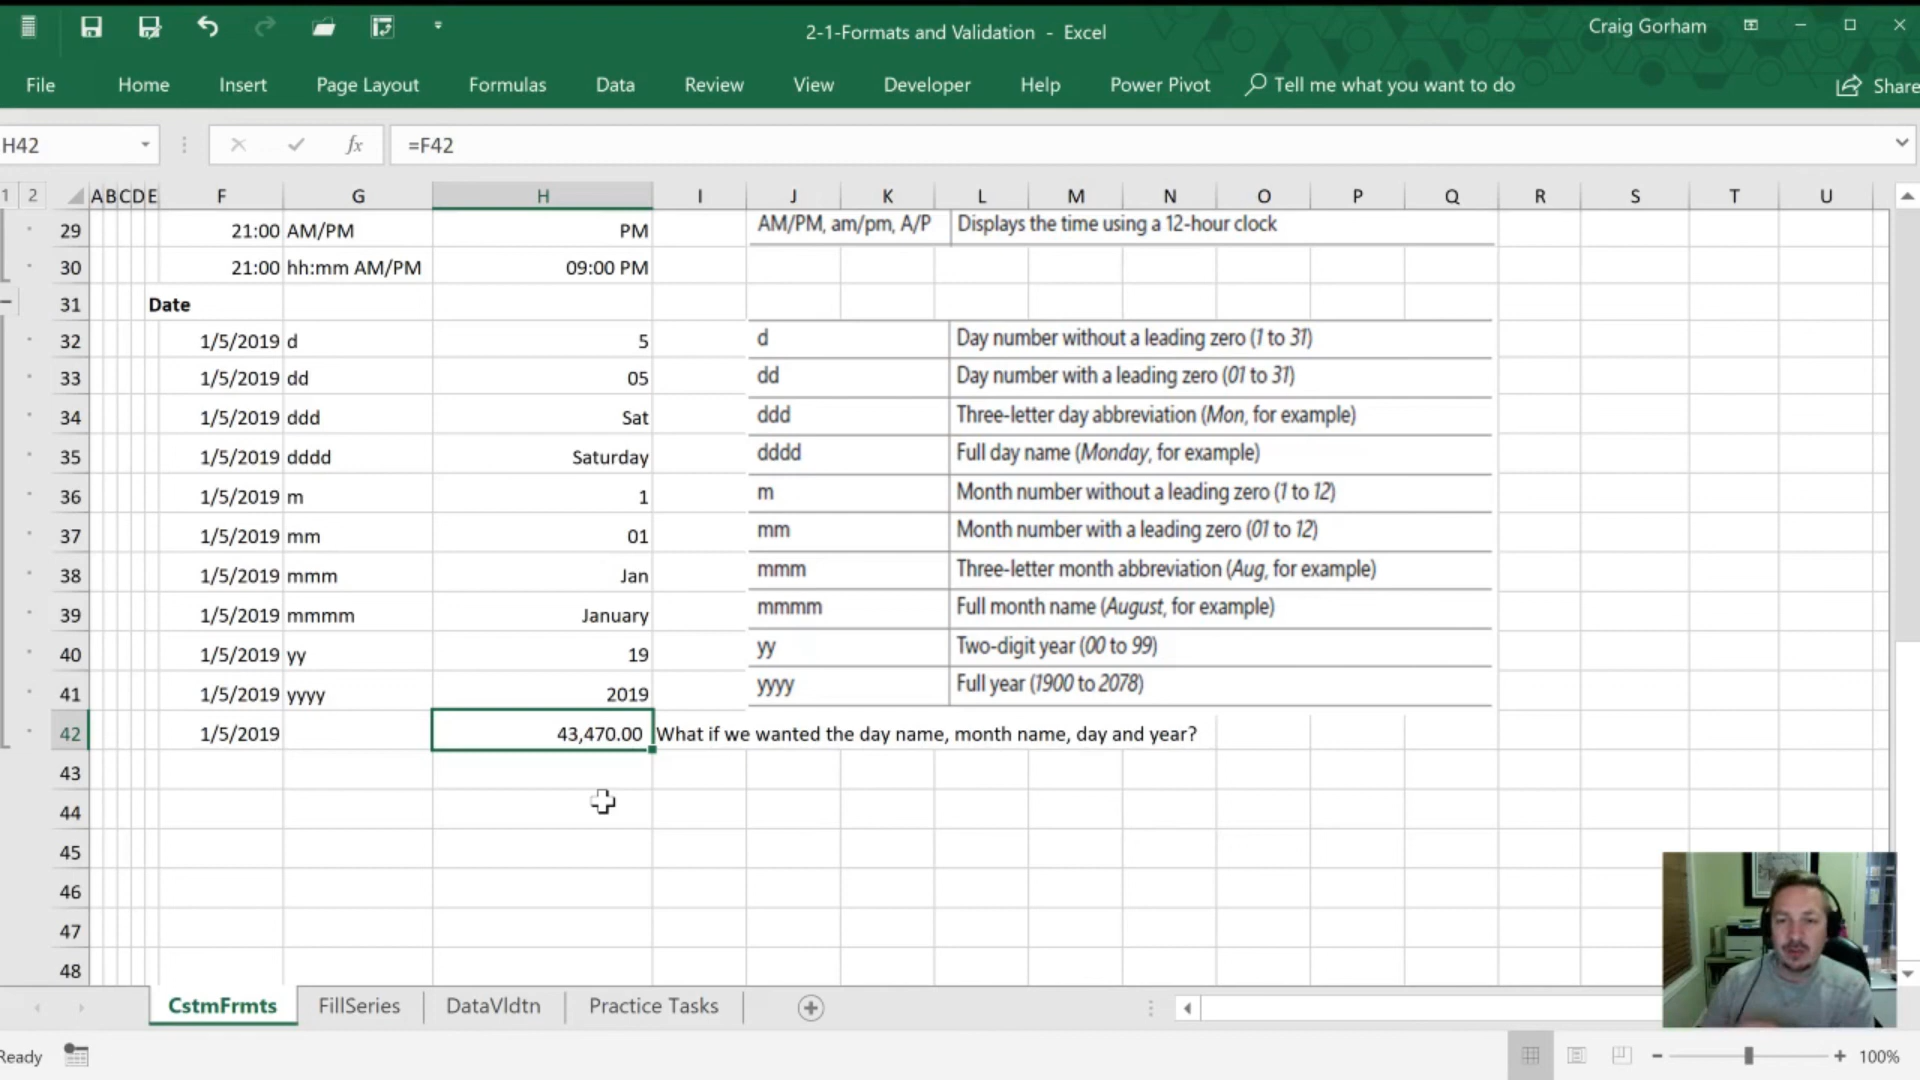 2-1-Formats and Validation - Excel
Craig Gorham
File Home Insert Page Layout Formulas Data Review View Developer Help Power Pivot Tell me what you want to do Share
H42 fx =F42
1 2 A B C D E F G H I J K L M N O P Q R S T U
29 21:00 AM/PM PM AM/PM, am/pm, A/P Displays the time using a 12-hour clock
30 21:00 hh:mm AM/PM 09:00 PM
31 Date
32 1/5/2019 d 5 d Day number without a leading zero (1 to 31)
33 1/5/2019 dd 05 dd Day number with a leading zero (01 to 31)
34 1/5/2019 ddd Sat ddd Three-letter day abbreviation (Mon, for example)
35 1/5/2019 dddd Saturday dddd Full day name (Monday, for example)
36 1/5/2019 m 1 m Month number without a leading zero (1 to 12)
37 1/5/2019 mm 01 mm Month number with a leading zero (01 to 12)
38 1/5/2019 mmm Jan mmm Three-letter month abbreviation (Aug, for example)
39 1/5/2019 mmmm January mmmm Full month name (August, for example)
40 1/5/2019 yy 19 yy Two-digit year (00 to 99)
41 1/5/2019 yyyy 2019 yyyy Full year (1900 to 2078)
42 1/5/2019 43,470.00 What if we wanted the day name, month name, day and year?
43
44
45
46
47
48
CstmFrmts FillSeries DataVldtn Practice Tasks
Ready 100%